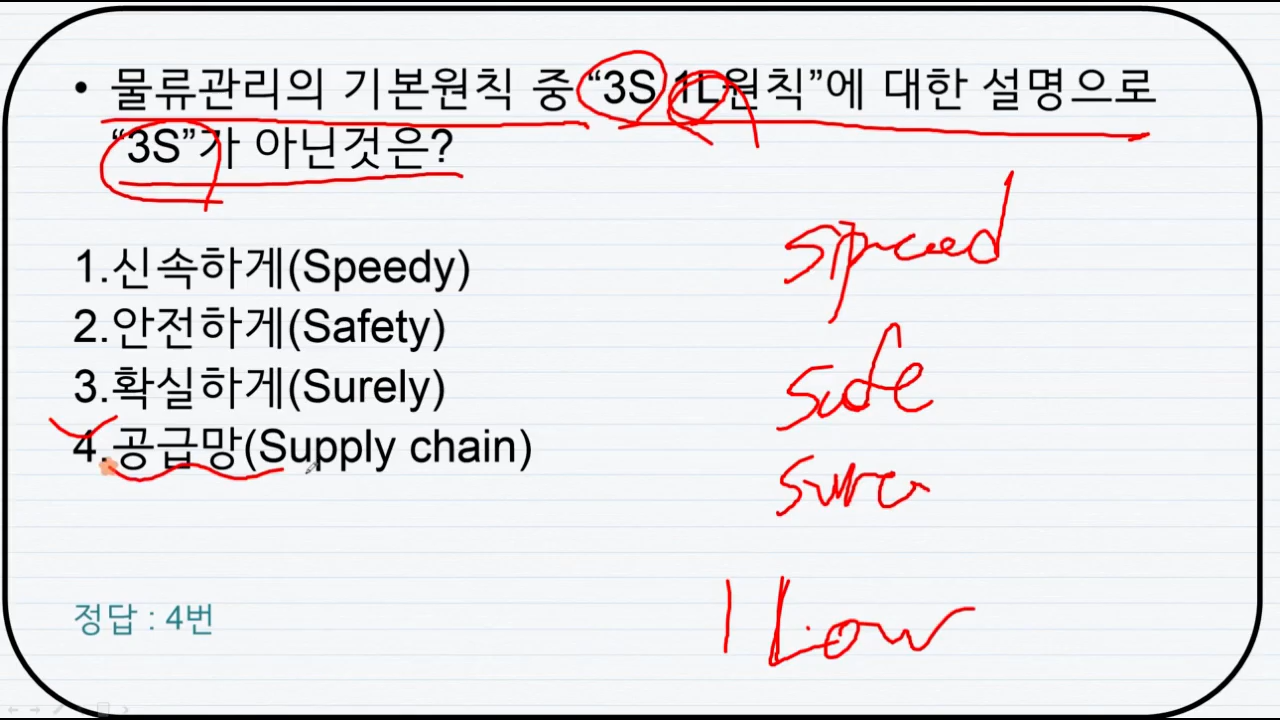 • 물류관리의 기본원칙 중 “3S 1L원칙”에 대한 설명으로
“3S”가 아닌것은?
1.신속하게(Speedy)
2.안전하게(Safety)
3.확실하게(Surely)
4.공급망(Supply chain)
speed
safe
sure
1 Low
정답 : 4번